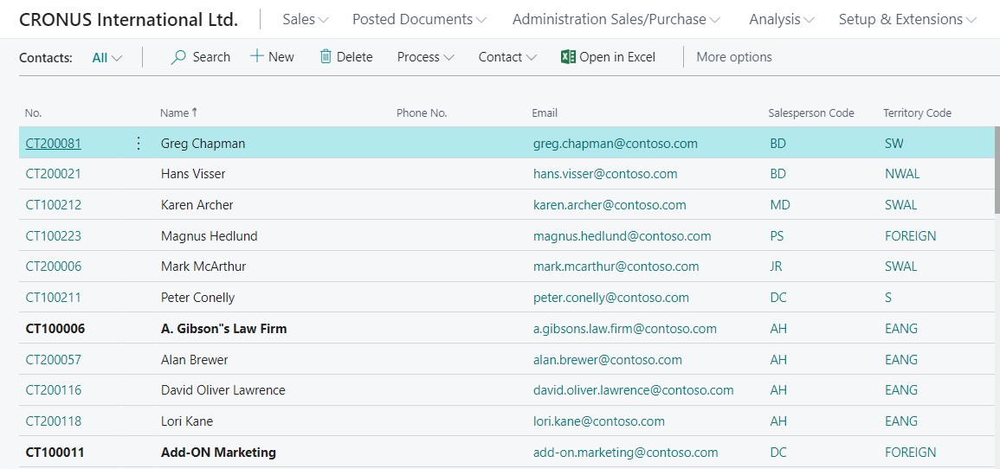 CRONUS International Ltd. Sales Posted Documents Administration Sales/Purchase Analysis Setup & Extensions
Contacts: All Search New Delete Process Contact Open in Excel More options
No. Name ↑ Phone No. Email Salesperson Code Territory Code
CT200081 Greg Chapman greg.chapman@contoso.com BD SW
CT200021 Hans Visser hans.visser@contoso.com BD NWAL
CT100212 Karen Archer karen.archer@contoso.com MD SWAL
CT100223 Magnus Hedlund magnus.hedlund@contoso.com PS FOREIGN
CT200006 Mark McArthur mark.mcarthur@contoso.com JR SWAL
CT100211 Peter Conelly peter.conelly@contoso.com DC S
CT100006 A. Gibson"s Law Firm a.gibsons.law.firm@contoso.com AH EANG
CT200057 Alan Brewer alan.brewer@contoso.com AH EANG
CT200116 David Oliver Lawrence david.oliver.lawrence@contoso.com AH EANG
CT200118 Lori Kane lori.kane@contoso.com AH EANG
CT100011 Add-ON Marketing add-on.marketing@contoso.com DC FOREIGN